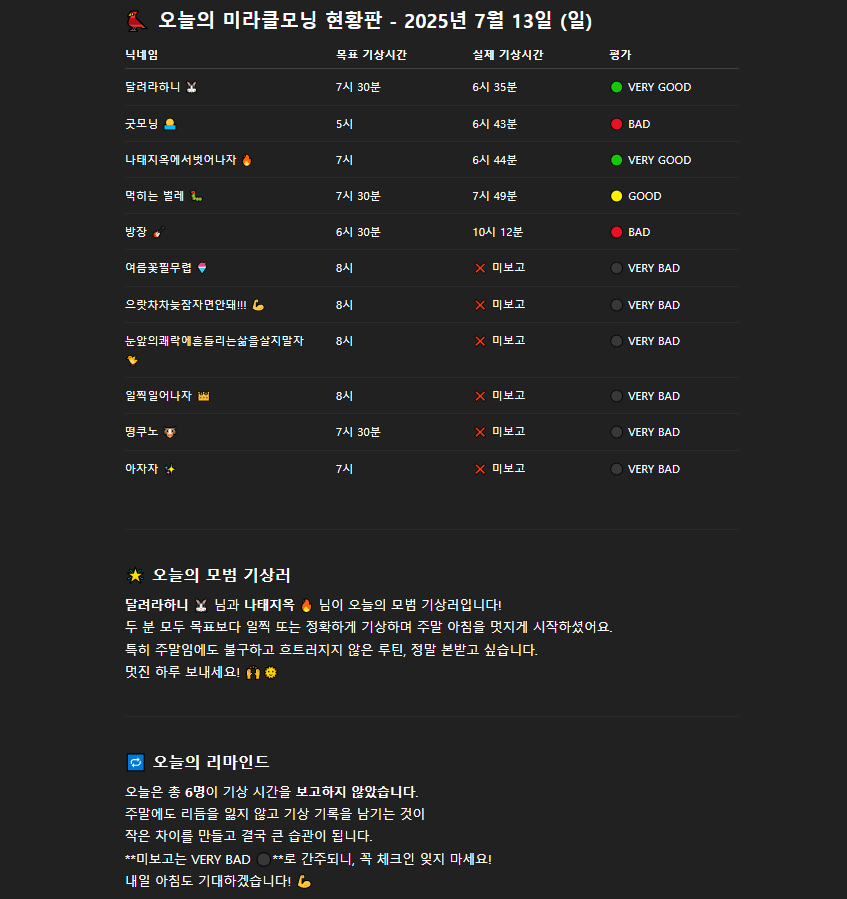 🐦 오늘의 미라클모닝 현황판 - 2025년 7월 13일 (일)
닉네임 목표 기상시간 실제 기상시간 평가
달려라하니 🐰 7시 30분 6시 35분 🟢 VERY GOOD
굿모닝 🌅 5시 6시 43분 🔴 BAD
나태지옥에서벗어나자 🔥 7시 6시 44분 🟢 VERY GOOD
먹히는 벌레 🐛 7시 30분 7시 49분 🟡 GOOD
방장 🎸 6시 30분 10시 12분 🔴 BAD
여름꽃필무렵 🍧 8시 ❌ 미보고 ⚫ VERY BAD
으랏차차늦잠자면안돼!!! 💪 8시 ❌ 미보고 ⚫ VERY BAD
눈앞의쾌락에흔들리는삶을살지말자 8시 ❌ 미보고 ⚫ VERY BAD
🐤
일찍일어나자 👑 8시 ❌ 미보고 ⚫ VERY BAD
떵쿠노 🐮 7시 30분 ❌ 미보고 ⚫ VERY BAD
아자자 ✨ 7시 ❌ 미보고 ⚫ VERY BAD
🌟 오늘의 모범 기상러
달려라하니 🐰 님과 나태지옥 🔥 님이 오늘의 모범 기상러입니다!
두 분 모두 목표보다 일찍 또는 정확하게 기상하며 주말 아침을 멋지게 시작하셨어요.
특히 주말임에도 불구하고 흐트러지지 않은 루틴, 정말 본받고 싶습니다.
멋진 하루 보내세요! 🙌🌞
🔁 오늘의 리마인드
오늘은 총 6명이 기상 시간을 보고하지 않았습니다.
주말에도 리듬을 잃지 않고 기상 기록을 남기는 것이
작은 차이를 만들고 결국 큰 습관이 됩니다.
**미보고는 VERY BAD ⚫**로 간주되니, 꼭 체크인 잊지 마세요!
내일 아침도 기대하겠습니다! 💪